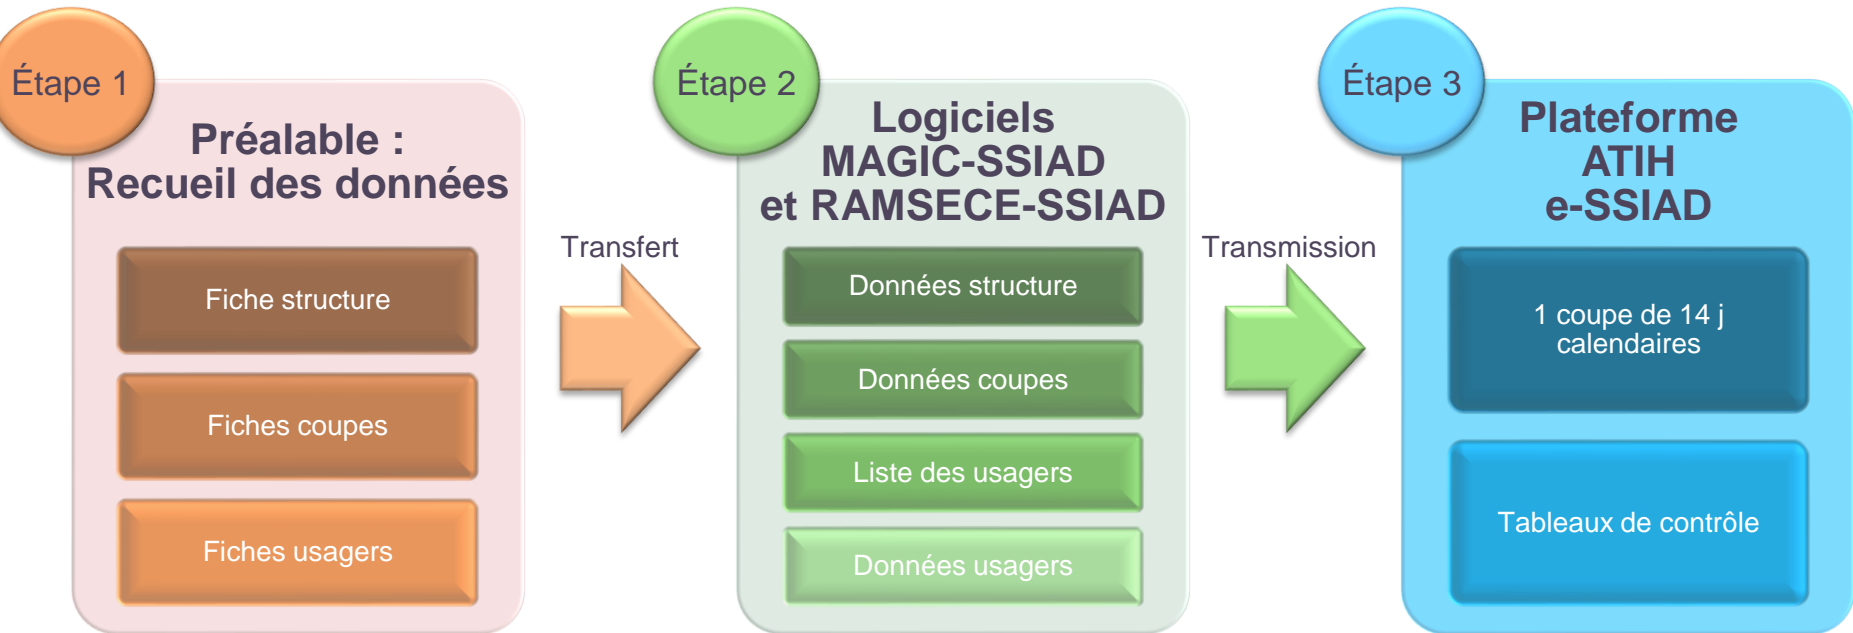 Étape 1
Préalable :
Recueil des données
Fiche structure
Fiches coupes
Fiches usagers
Transfert
Étape 2
Logiciels
MAGIC-SSIAD
et RAMSECE-SSIAD
Données structure
Données coupes
Liste des usagers
Données usagers
Transmission
Étape 3
Plateforme
ATIH
e-SSIAD
1 coupe de 14 j
calendaires
Tableaux de contrôle